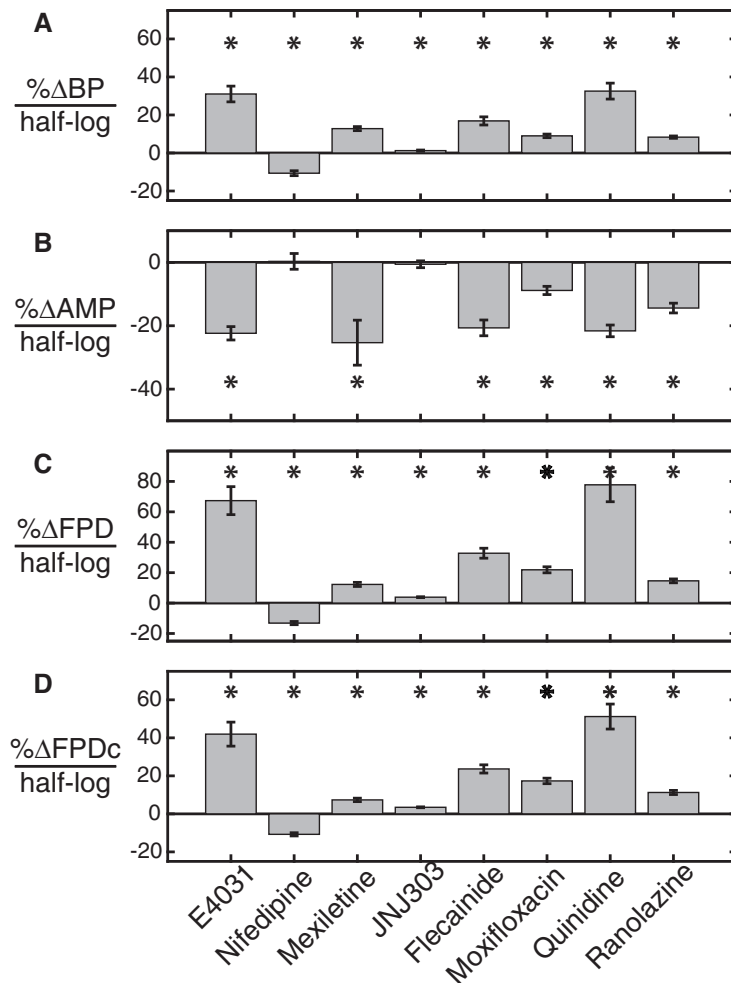 A
%ΔBP
half-log
60
40
20
0
-20
* * * * * * * *
B
%ΔAMP
half-log
0
-20
-40
* * * * * *
C
%ΔFPD
half-log
80
60
40
20
0
-20
* * * * * * * *
D
%ΔFPDc
half-log
60
40
20
0
-20
* * * * * * * *
E4031
Nifedipine
Mexiletine
JNJ303
Flecainide
Moxifloxacin
Quinidine
Ranolazine